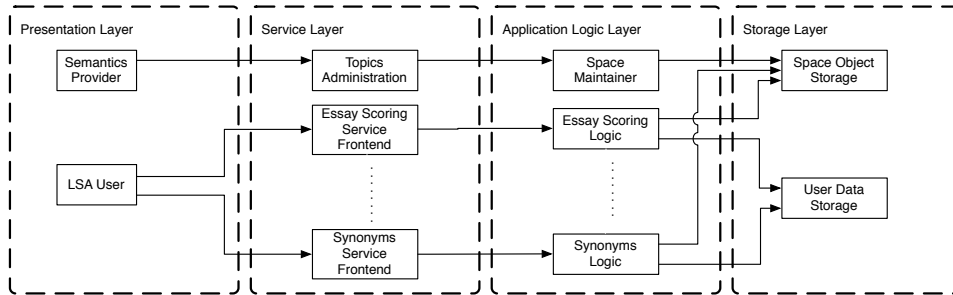 Presentation Layer
Service Layer
Application Logic Layer
Storage Layer
Semantics
Provider
Topics
Administration
Space
Maintainer
Space Object
Storage
Essay Scoring
Service
Frontend
Essay Scoring
Logic
LSA User
User Data
Storage
Synonyms
Service
Frontend
Synonyms
Logic